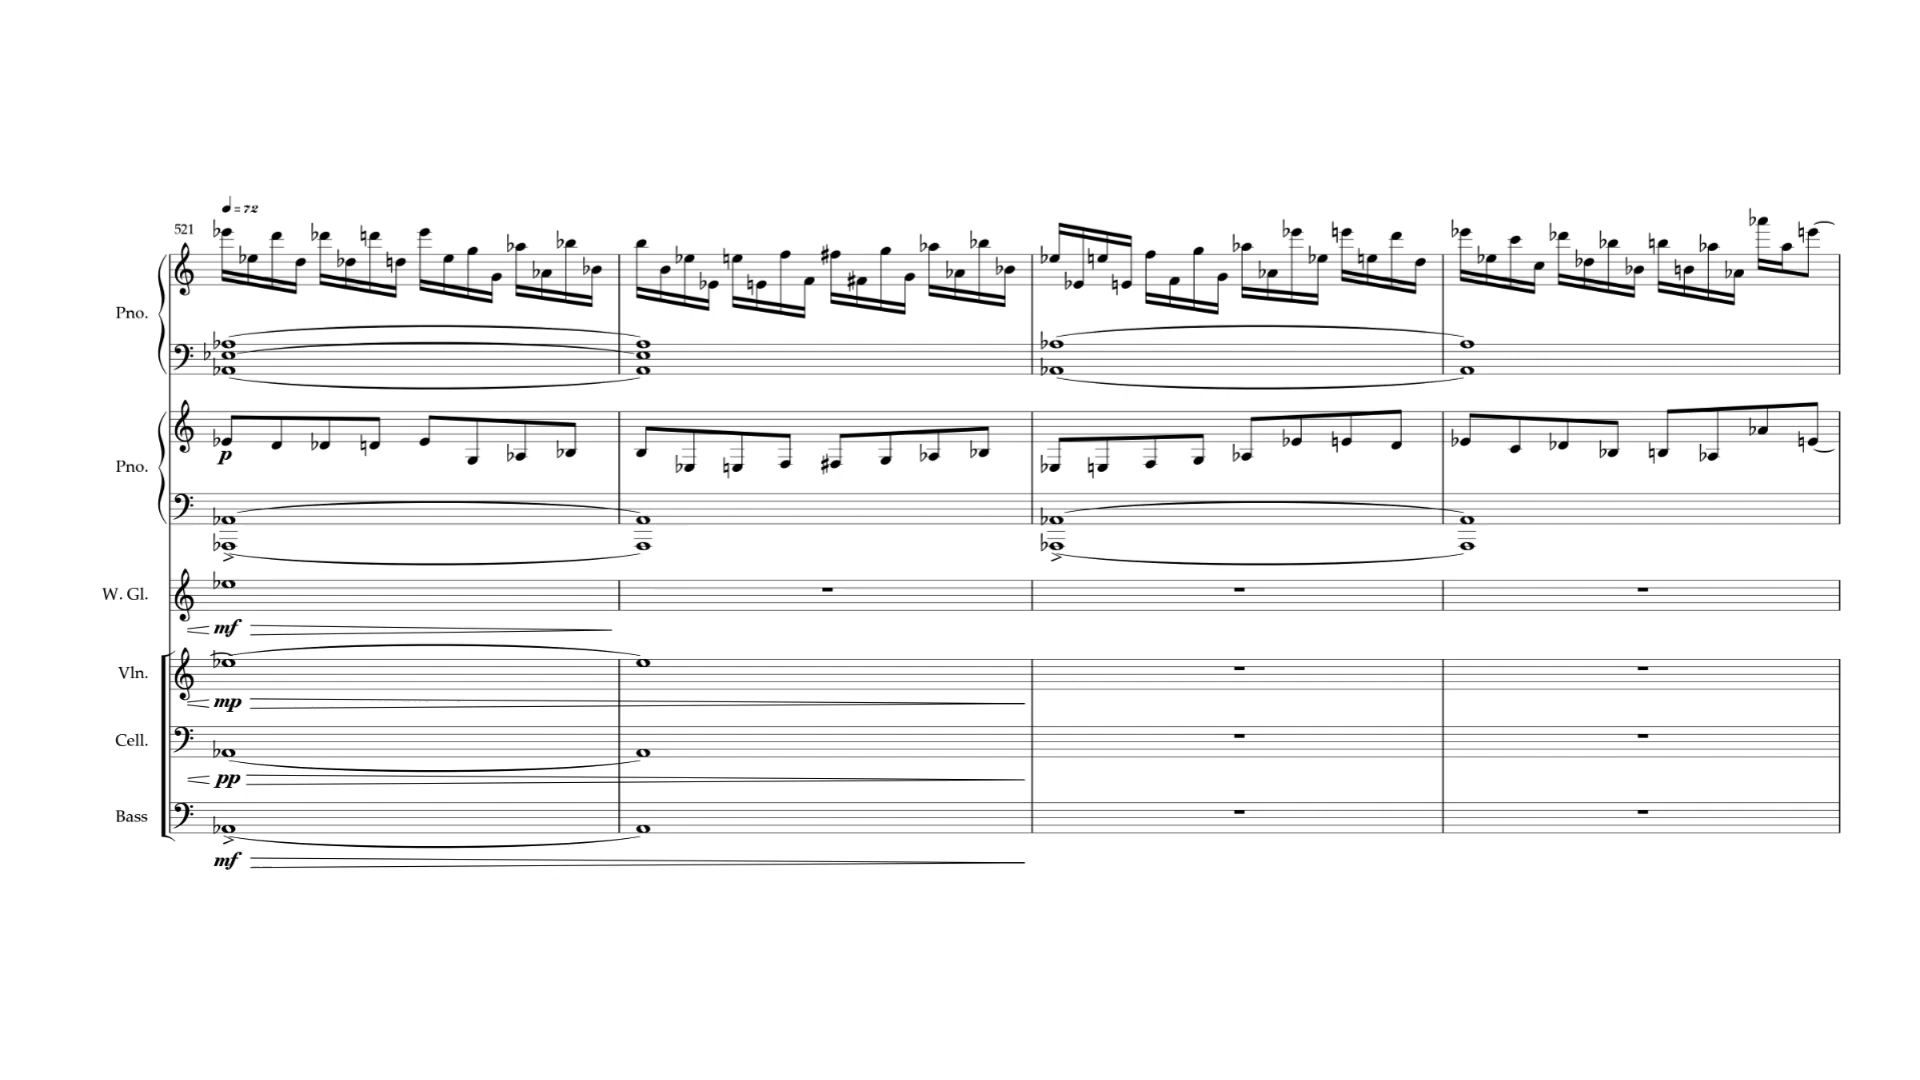 ♩ = 72
521
Pno.
p
Pno.
W. Gl.
mf
Vln.
mp
Cell.
pp
Bass
mf